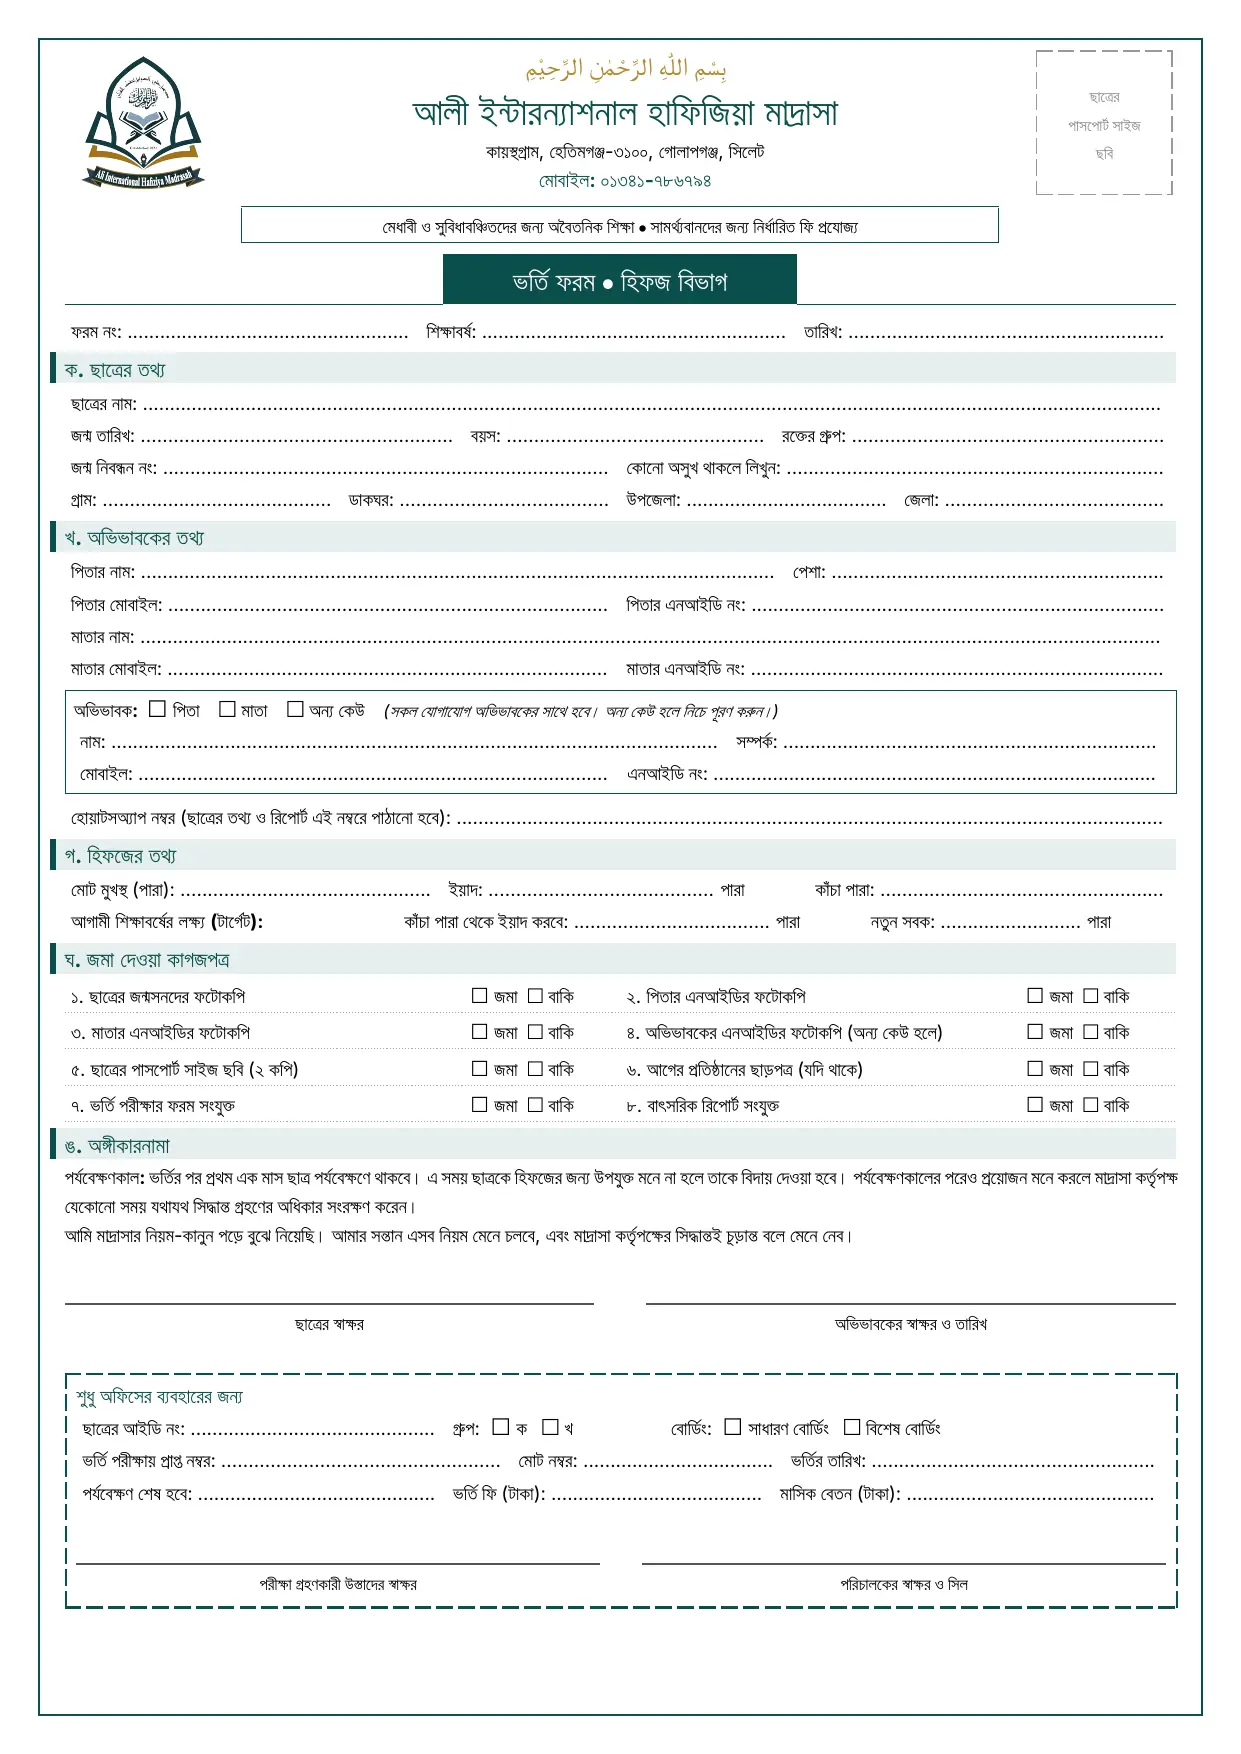 بِسْمِ اللّٰهِ الرَّحْمٰنِ الرَّحِيْمِ
আলী ইন্টারন্যাশনাল হাফিজিয়া মাদ্রাসা
কায়স্থগ্রাম, হেতিমগঞ্জ-৩১০০, গোলাপগঞ্জ, সিলেট
মোবাইল: ০১৩৪১-৭৮৬৭৯৪
Ali International Hafiziya Madrasah
ছাত্রের
পাসপোর্ট সাইজ
ছবি
মেধাবী ও সুবিধাবঞ্চিতদের জন্য অবৈতনিক শিক্ষা ● সামর্থ্যবানদের জন্য নির্ধারিত ফি প্রযোজ্য
ভর্তি ফরম ● হিফজ বিভাগ
ফরম নং: ........ শিক্ষাবর্ষ: ........ তারিখ: ........
ক. ছাত্রের তথ্য
ছাত্রের নাম: ........
জন্ম তারিখ: ........ বয়স: ........ রক্তের গ্রুপ: ........
জন্ম নিবন্ধন নং: ........ কোনো অসুখ থাকলে লিখুন: ........
গ্রাম: ........ ডাকঘর: ........ উপজেলা: ........ জেলা: ........
খ. অভিভাবকের তথ্য
পিতার নাম: ........ পেশা: ........
পিতার মোবাইল: ........ পিতার এনআইডি নং: ........
মাতার নাম: ........
মাতার মোবাইল: ........ মাতার এনআইডি নং: ........
অভিভাবক: ☐ পিতা ☐ মাতা ☐ অন্য কেউ (সকল যোগাযোগ অভিভাবকের সাথে হবে। অন্য কেউ হলে নিচে পূরণ করুন।)
নাম: ........ সম্পর্ক: ........
মোবাইল: ........ এনআইডি নং: ........
হোয়াটসঅ্যাপ নম্বর (ছাত্রের তথ্য ও রিপোর্ট এই নম্বরে পাঠানো হবে): ........
গ. হিফজের তথ্য
মোট মুখস্থ (পারা): ........ ইয়াদ: ........ পারা কাঁচা পারা: ........
আগামী শিক্ষাবর্ষের লক্ষ্য (টার্গেট): কাঁচা পারা থেকে ইয়াদ করবে: ........ পারা নতুন সবক: ........ পারা
ঘ. জমা দেওয়া কাগজপত্র
১. ছাত্রের জন্মসনদের ফটোকপি ☐ জমা ☐ বাকি ২. পিতার এনআইডির ফটোকপি ☐ জমা ☐ বাকি
৩. মাতার এনআইডির ফটোকপি ☐ জমা ☐ বাকি ৪. অভিভাবকের এনআইডির ফটোকপি (অন্য কেউ হলে) ☐ জমা ☐ বাকি
৫. ছাত্রের পাসপোর্ট সাইজ ছবি (২ কপি) ☐ জমা ☐ বাকি ৬. আগের প্রতিষ্ঠানের ছাড়পত্র (যদি থাকে) ☐ জমা ☐ বাকি
৭. ভর্তি পরীক্ষার ফরম সংযুক্ত ☐ জমা ☐ বাকি ৮. বাৎসরিক রিপোর্ট সংযুক্ত ☐ জমা ☐ বাকি
ঙ. অঙ্গীকারনামা
পর্যবেক্ষণকাল: ভর্তির পর প্রথম এক মাস ছাত্র পর্যবেক্ষণে থাকবে। এ সময় ছাত্রকে হিফজের জন্য উপযুক্ত মনে না হলে তাকে বিদায় দেওয়া হবে। পর্যবেক্ষণকালের পরেও প্রয়োজন মনে করলে মাদ্রাসা কর্তৃপক্ষ
যেকোনো সময় যথাযথ সিদ্ধান্ত গ্রহণের অধিকার সংরক্ষণ করেন।
আমি মাদ্রাসার নিয়ম-কানুন পড়ে বুঝে নিয়েছি। আমার সন্তান এসব নিয়ম মেনে চলবে, এবং মাদ্রাসা কর্তৃপক্ষের সিদ্ধান্তই চূড়ান্ত বলে মেনে নেব।
ছাত্রের স্বাক্ষর অভিভাবকের স্বাক্ষর ও তারিখ
শুধু অফিসের ব্যবহারের জন্য
ছাত্রের আইডি নং: ........ গ্রুপ: ☐ ক ☐ খ বোর্ডিং: ☐ সাধারণ বোর্ডিং ☐ বিশেষ বোর্ডিং
ভর্তি পরীক্ষায় প্রাপ্ত নম্বর: ........ মোট নম্বর: ........ ভর্তির তারিখ: ........
পর্যবেক্ষণ শেষ হবে: ........ ভর্তি ফি (টাকা): ........ মাসিক বেতন (টাকা): ........
পরীক্ষা গ্রহণকারী উস্তাদের স্বাক্ষর পরিচালকের স্বাক্ষর ও সিল